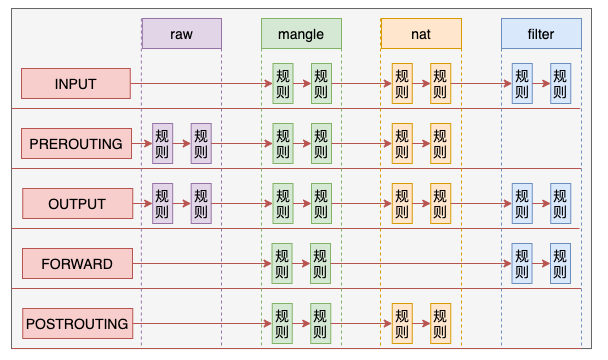 raw mangle nat filter
INPUT 规则 规则 规则 规则 规则 规则
PREROUTING 规则 规则 规则 规则 规则 规则
OUTPUT 规则 规则 规则 规则 规则 规则 规则 规则
FORWARD 规则 规则 规则 规则
POSTROUTING 规则 规则 规则 规则